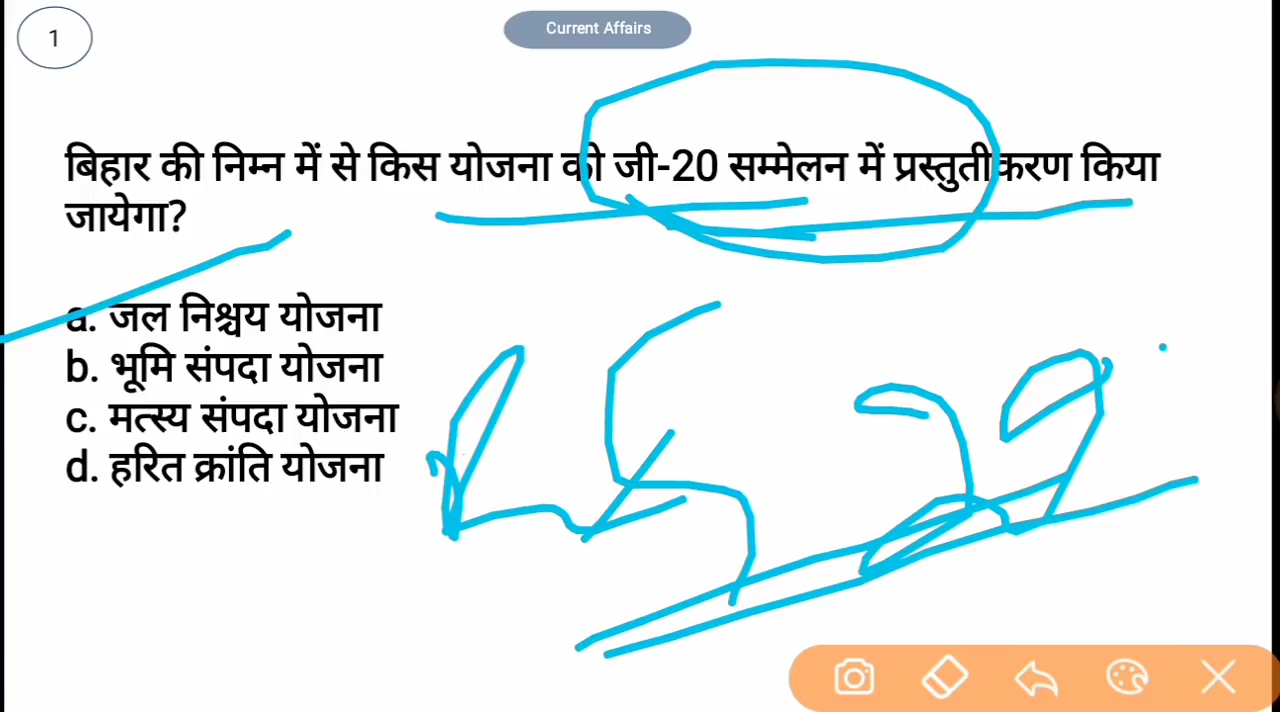 1
Current Affairs
बिहार की निम्न में से किस योजना को जी-20 सम्मेलन में प्रस्तुतीकरण किया
जायेगा?
a. जल निश्चय योजना
b. भूमि संपदा योजना
c. मत्स्य संपदा योजना
d. हरित क्रांति योजना